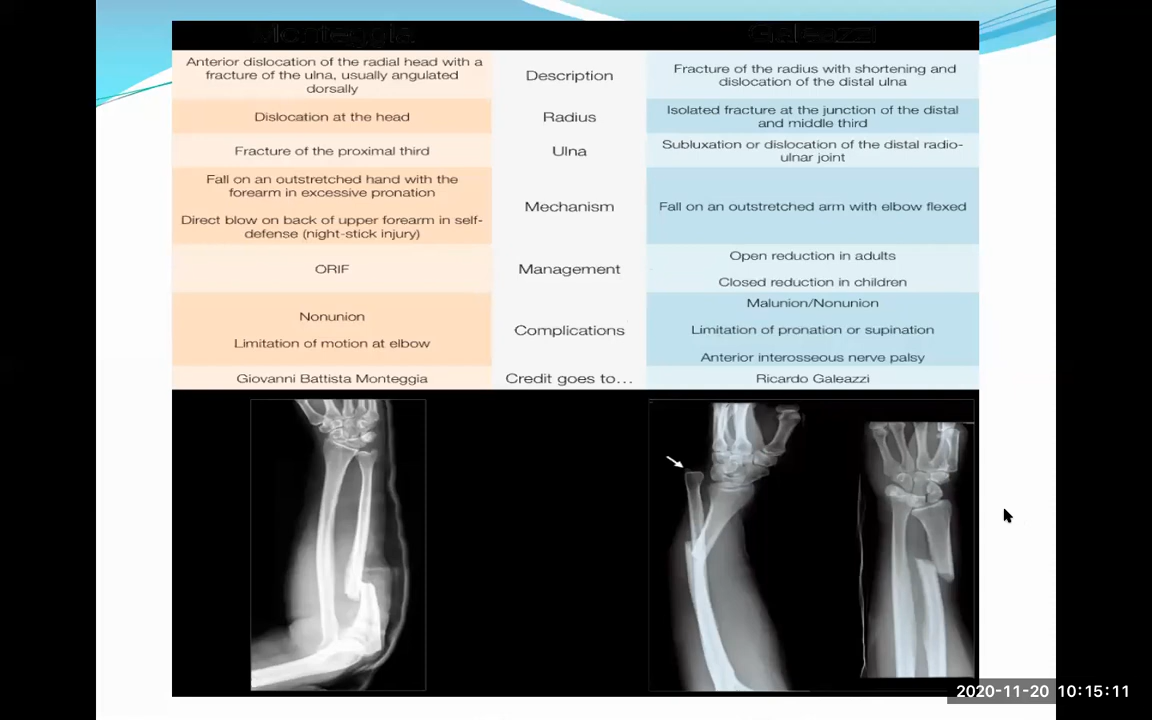 Monteggia
Galeazzi
Anterior dislocation of the radial head with a
fracture of the ulna, usually angulated
dorsally
Description
Fracture of the radius with shortening and
dislocation of the distal ulna
Dislocation at the head
Radius
Isolated fracture at the junction of the distal
and middle third
Fracture of the proximal third
Ulna
Subluxation or dislocation of the distal radio-
ulnar joint
Fall on an outstretched hand with the
forearm in excessive pronation
Direct blow on back of upper forearm in self-
defense (night-stick injury)
Mechanism
Fall on an outstretched arm with elbow flexed
ORIF
Management
Open reduction in adults
Closed reduction in children
Nonunion
Limitation of motion at elbow
Complications
Malunion/Nonunion
Limitation of pronation or supination
Anterior interosseous nerve palsy
Giovanni Battista Monteggia
Credit goes to...
Ricardo Galeazzi
2020-11-20 10:15:11